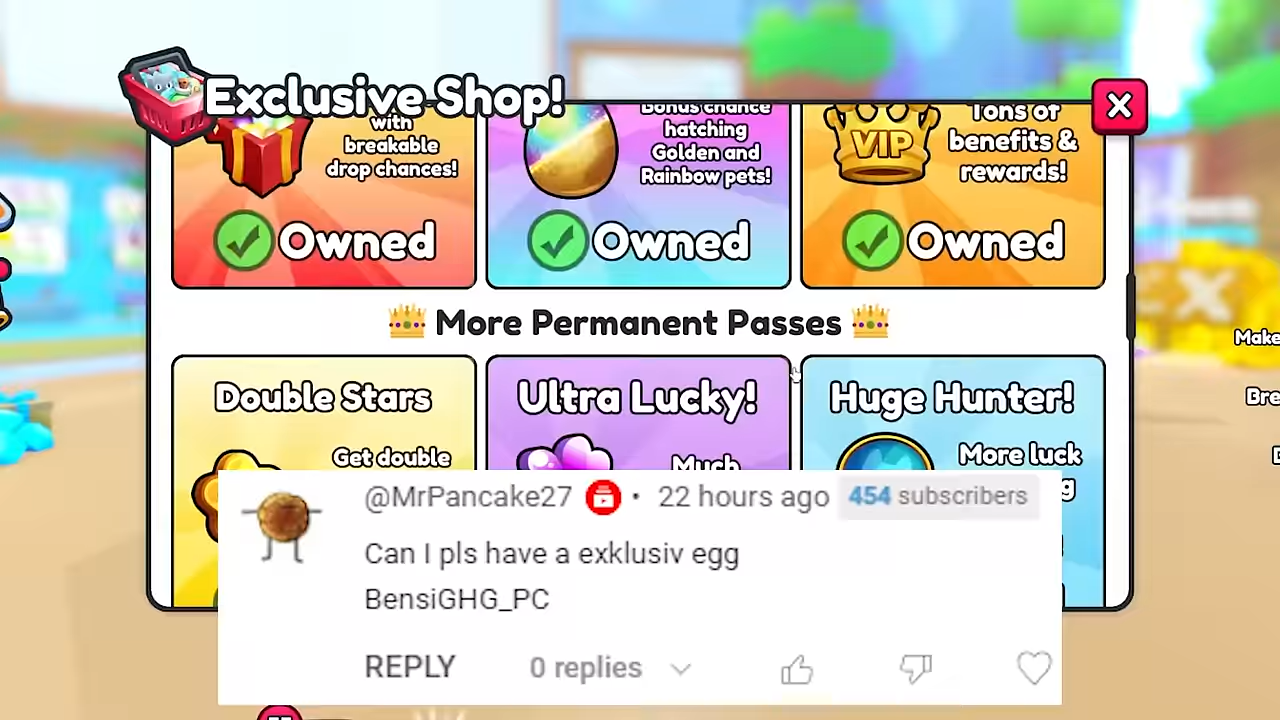 Exclusive Shop!
with
breakable
drop chances!
Owned
Bonus chance
hatching
Golden and
Rainbow pets!
Owned
VIP
Tons of
benefits &
rewards!
Owned
More Permanent Passes
Double Stars
Get double
Ultra Lucky!
Much
Huge Hunter!
More luck
@MrPancake27 • 22 hours ago 454 subscribers
Can I pls have a exklusiv egg
BensiGHG_PC
REPLY 0 replies
Make
Bre